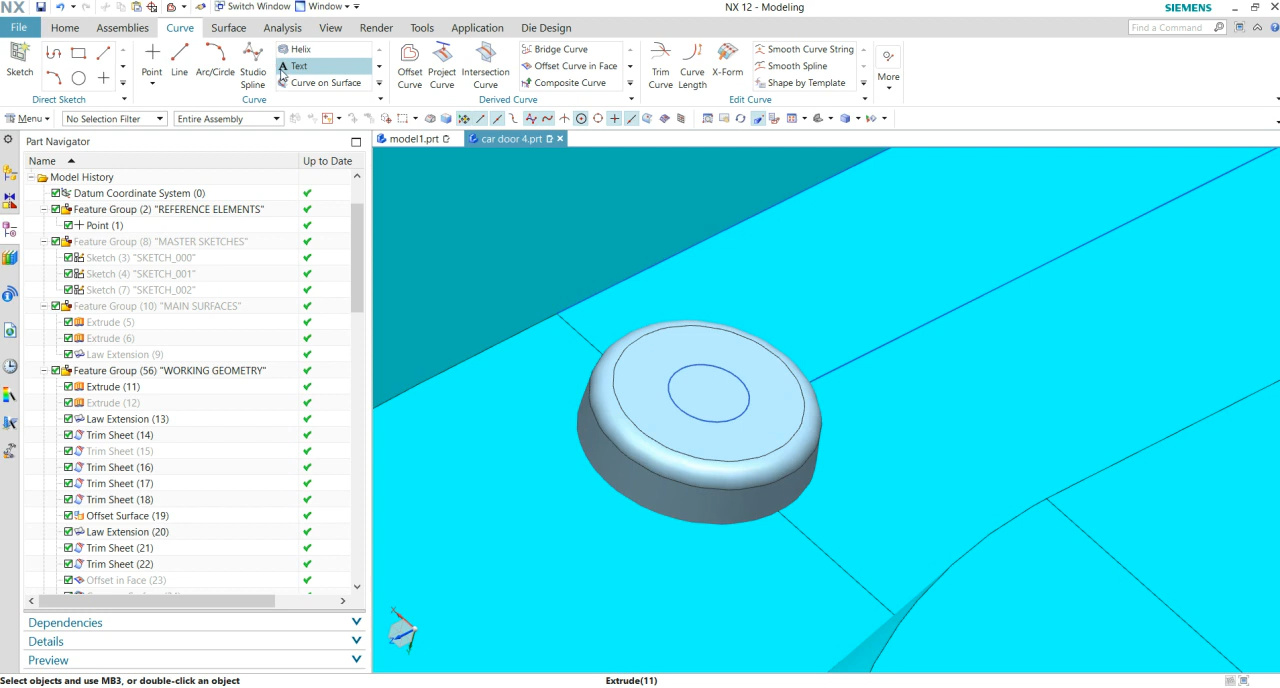 NX
Switch Window
Window
NX 12 - Modeling
SIEMENS
File
Home
Assemblies
Curve
Surface
Analysis
View
Render
Tools
Application
Die Design
Find a Command
Sketch
Direct Sketch
Point
Line
Arc/Circle
Studio Spline
Helix
Text
Curve on Surface
Curve
Offset Curve
Project Curve
Intersection Curve
Bridge Curve
Offset Curve in Face
Composite Curve
Derived Curve
Trim Curve
Curve Length
X-Form
Smooth Curve String
Smooth Spline
Shape by Template
Edit Curve
More
Menu
No Selection Filter
Entire Assembly
Part Navigator
model1.prt
car door 4.prt
Name
Up to Date
Model History
Datum Coordinate System (0)
Feature Group (2) "REFERENCE ELEMENTS"
Point (1)
Feature Group (8) "MASTER SKETCHES"
Sketch (3) "SKETCH_000"
Sketch (4) "SKETCH_001"
Sketch (7) "SKETCH_002"
Feature Group (10) "MAIN SURFACES"
Extrude (5)
Extrude (6)
Law Extension (9)
Feature Group (56) "WORKING GEOMETRY"
Extrude (11)
Extrude (12)
Law Extension (13)
Trim Sheet (14)
Trim Sheet (15)
Trim Sheet (16)
Trim Sheet (17)
Trim Sheet (18)
Offset Surface (19)
Law Extension (20)
Trim Sheet (21)
Trim Sheet (22)
Offset in Face (23)
Dependencies
Details
Preview
Select objects and use MB3, or double-click an object
Extrude(11)